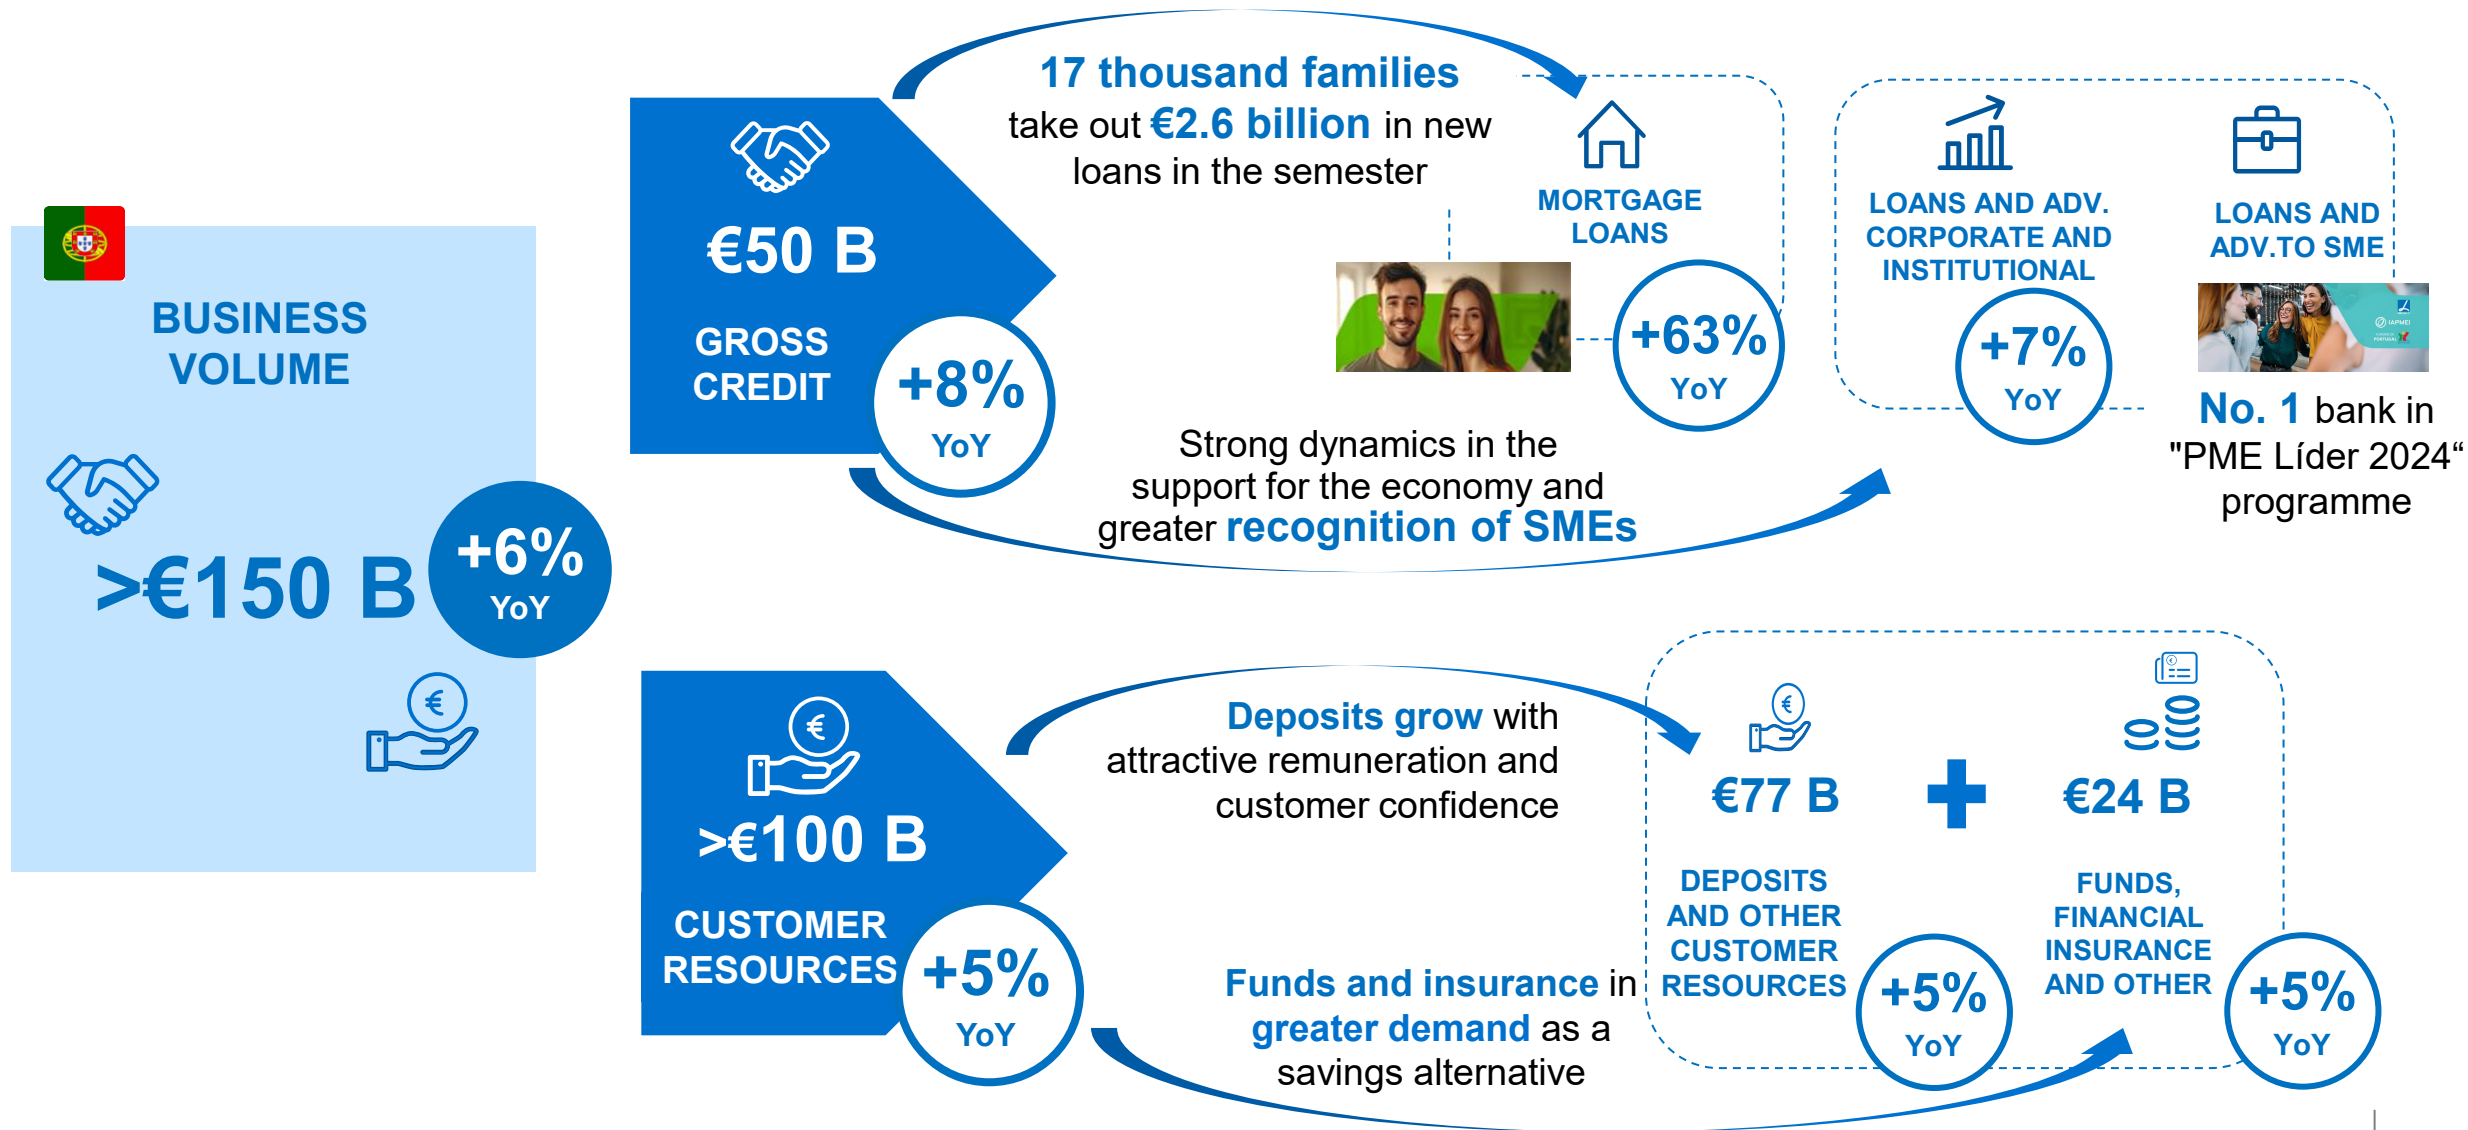 BUSINESS
VOLUME
>€150 B
+6%
YoY
€50 B
GROSS
CREDIT
+8%
YoY
17 thousand families
take out €2.6 billion in new
loans in the semester
MORTGAGE
LOANS
+63%
YoY
LOANS AND ADV.
CORPORATE AND
INSTITUTIONAL
+7%
YoY
LOANS AND
ADV.TO SME
IAPMEI
PORTUGAL
No. 1 bank in
"PME Líder 2024“
programme
Strong dynamics in the
support for the economy and
greater recognition of SMEs
>€100 B
CUSTOMER
RESOURCES
+5%
YoY
Deposits grow with
attractive remuneration and
customer confidence
€77 B
DEPOSITS
AND OTHER
CUSTOMER
RESOURCES
+5%
YoY
€24 B
FUNDS,
FINANCIAL
INSURANCE
AND OTHER
+5%
YoY
Funds and insurance in
greater demand as a
savings alternative